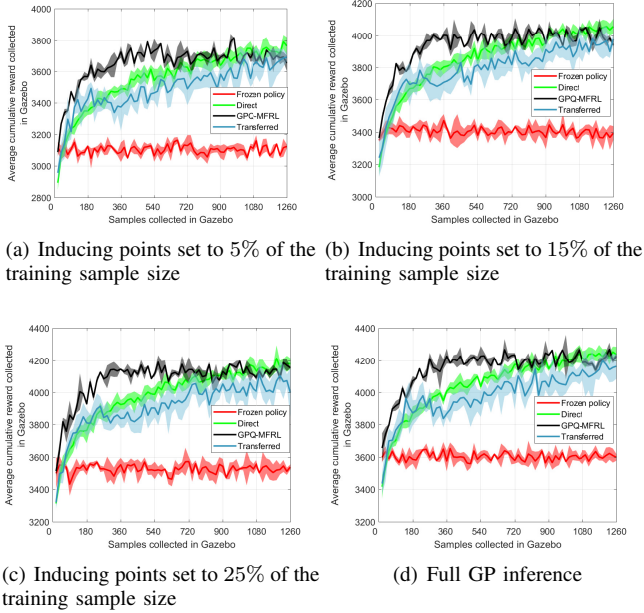 Average cumulative reward collected
in Gazebo
4000
3800
3600
3400
3200
3000
2800
180 360 540 720 900 1080 1260
Samples collected in Gazebo
Frozen policy
Direct
GPC-MFRL
Transferred
Average cumulative reward collected
in Gazebo
4200
4000
3800
3600
3400
3200
3000
180 360 540 720 900 1080 1260
Samples collected in Gazebo
Frozen policy
Direct
GPQ-MFRL
Transferred
(a) Inducing points set to 5% of the
training sample size
(b) Inducing points set to 15% of the
training sample size
Average cumulative reward collected
in Gazebo
4400
4200
4000
3800
3600
3400
3200
180 360 540 720 900 1080 1260
Samples collected in Gazebo
Frozen policy
Direct
GPQ-MFRL
Transferred
Average cumulative reward collected
in Gazebo
4400
4200
4000
3800
3600
3400
3200
180 360 540 720 900 1080 1260
Samples collected in Gazebo
Frozen policy
Direct
GPQ-MFRL
Transferred
(c) Inducing points set to 25% of the
training sample size
(d) Full GP inference